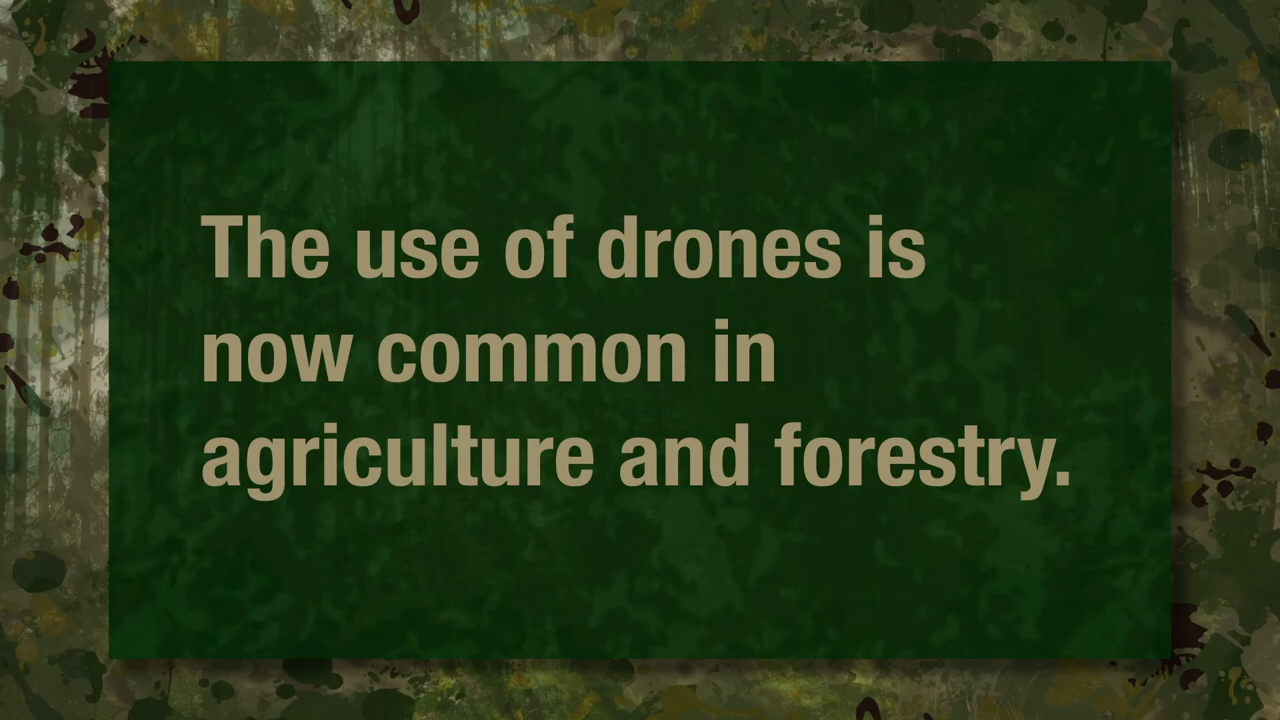 The use of drones is
now common in
agriculture and forestry.